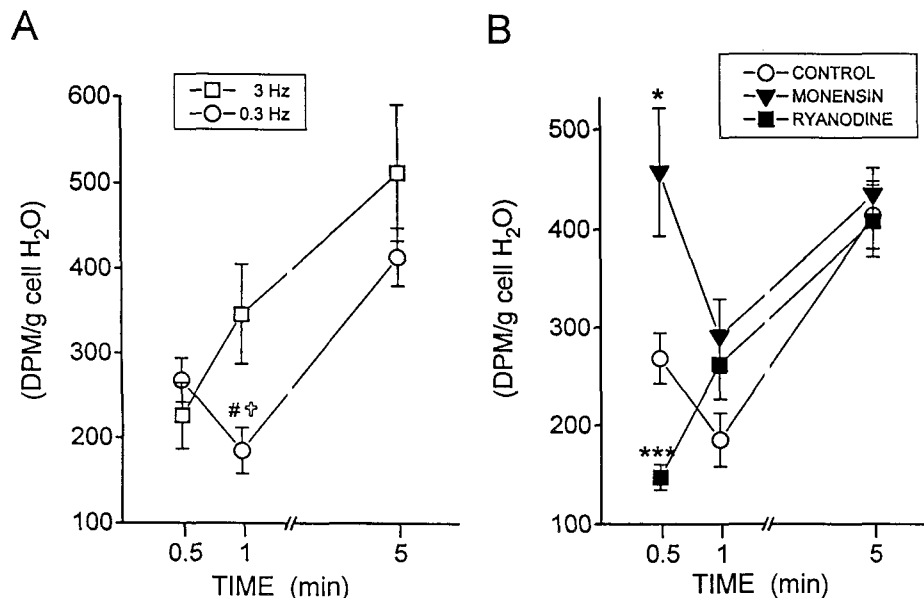 A
3 Hz
0.3 Hz
(DPM/g cell H2O)
600
500
400
300
200
100
#✞
0.5
1
5
TIME (min)
B
CONTROL
MONENSIN
RYANODINE
(DPM/g cell H2O)
500
400
300
200
100
*
***
0.5
1
5
TIME (min)